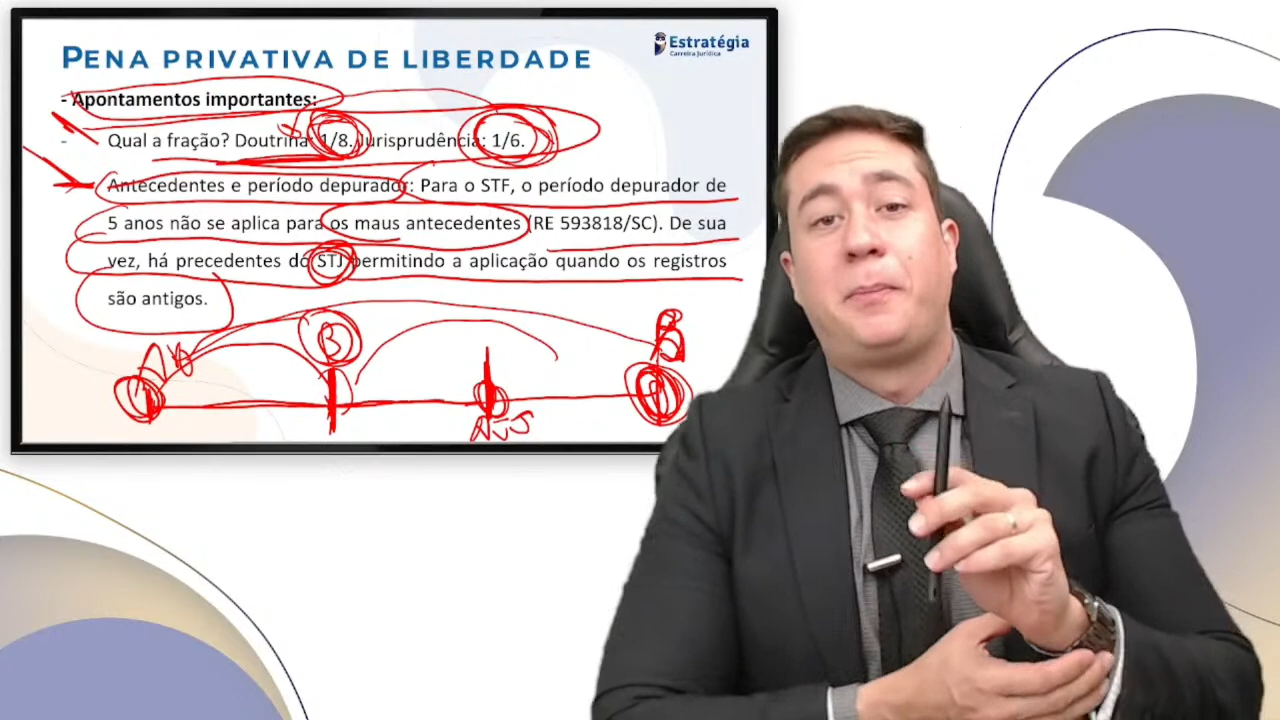 Estratégia
Carreira Jurídica
PENA PRIVATIVA DE LIBERDADE
- Apontamentos importantes:
- Qual a fração? Doutrina: 1/8. Jurisprudência: 1/6.
Antecedentes e período depurador: Para o STF, o período depurador de
5 anos não se aplica para os maus antecedentes (RE 593818/SC). De sua
vez, há precedentes do STJ permitindo a aplicação quando os registros
são antigos.
B